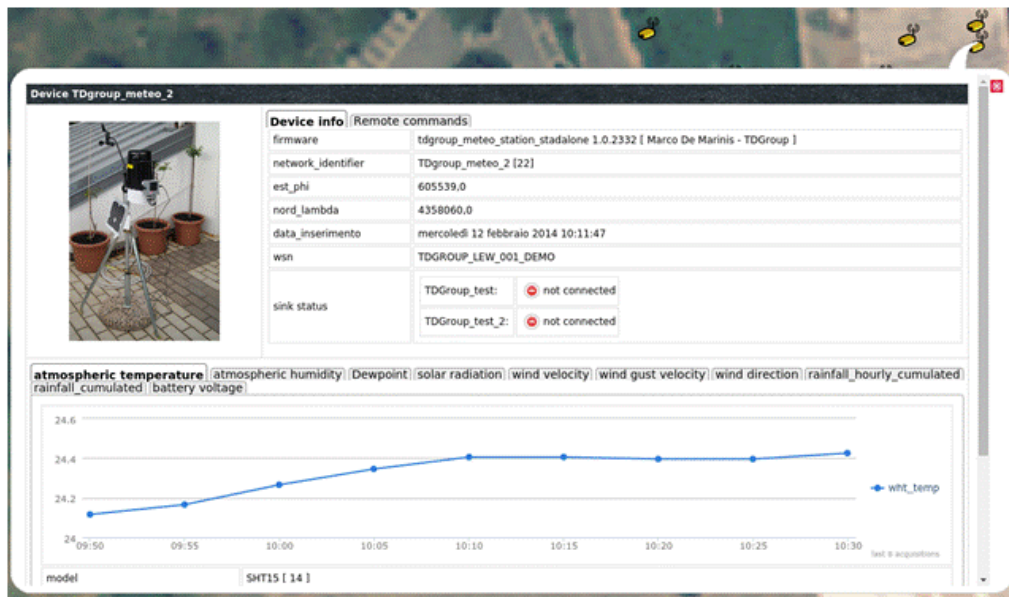 Device TDgroup_meteo_2
Device info Remote commands
firmware tdgroup_meteo_station_stadalone 1.0.2332 [ Marco De Marinis - TDGroup ]
network_identifier TDgroup_meteo_2 [22]
est_phi 605539,0
nord_lambda 4358060,0
data_inserimento mercoledì 12 febbraio 2014 10:11:47
wsn TDGROUP_LEW_001_DEMO
sink status
TDGroup_test: not connected
TDGroup_test_2: not connected
atmospheric temperature atmospheric humidity Dewpoint solar radiation wind velocity wind gust velocity wind direction rainfall_hourly_cumulated
rainfall_cumulated battery voltage
24.6
24.4
24.2
24
wht_temp
09:50 09:55 10:00 10:05 10:10 10:15 10:20 10:25 10:30
last 8 acquisitions
model SHT15 [ 14 ]